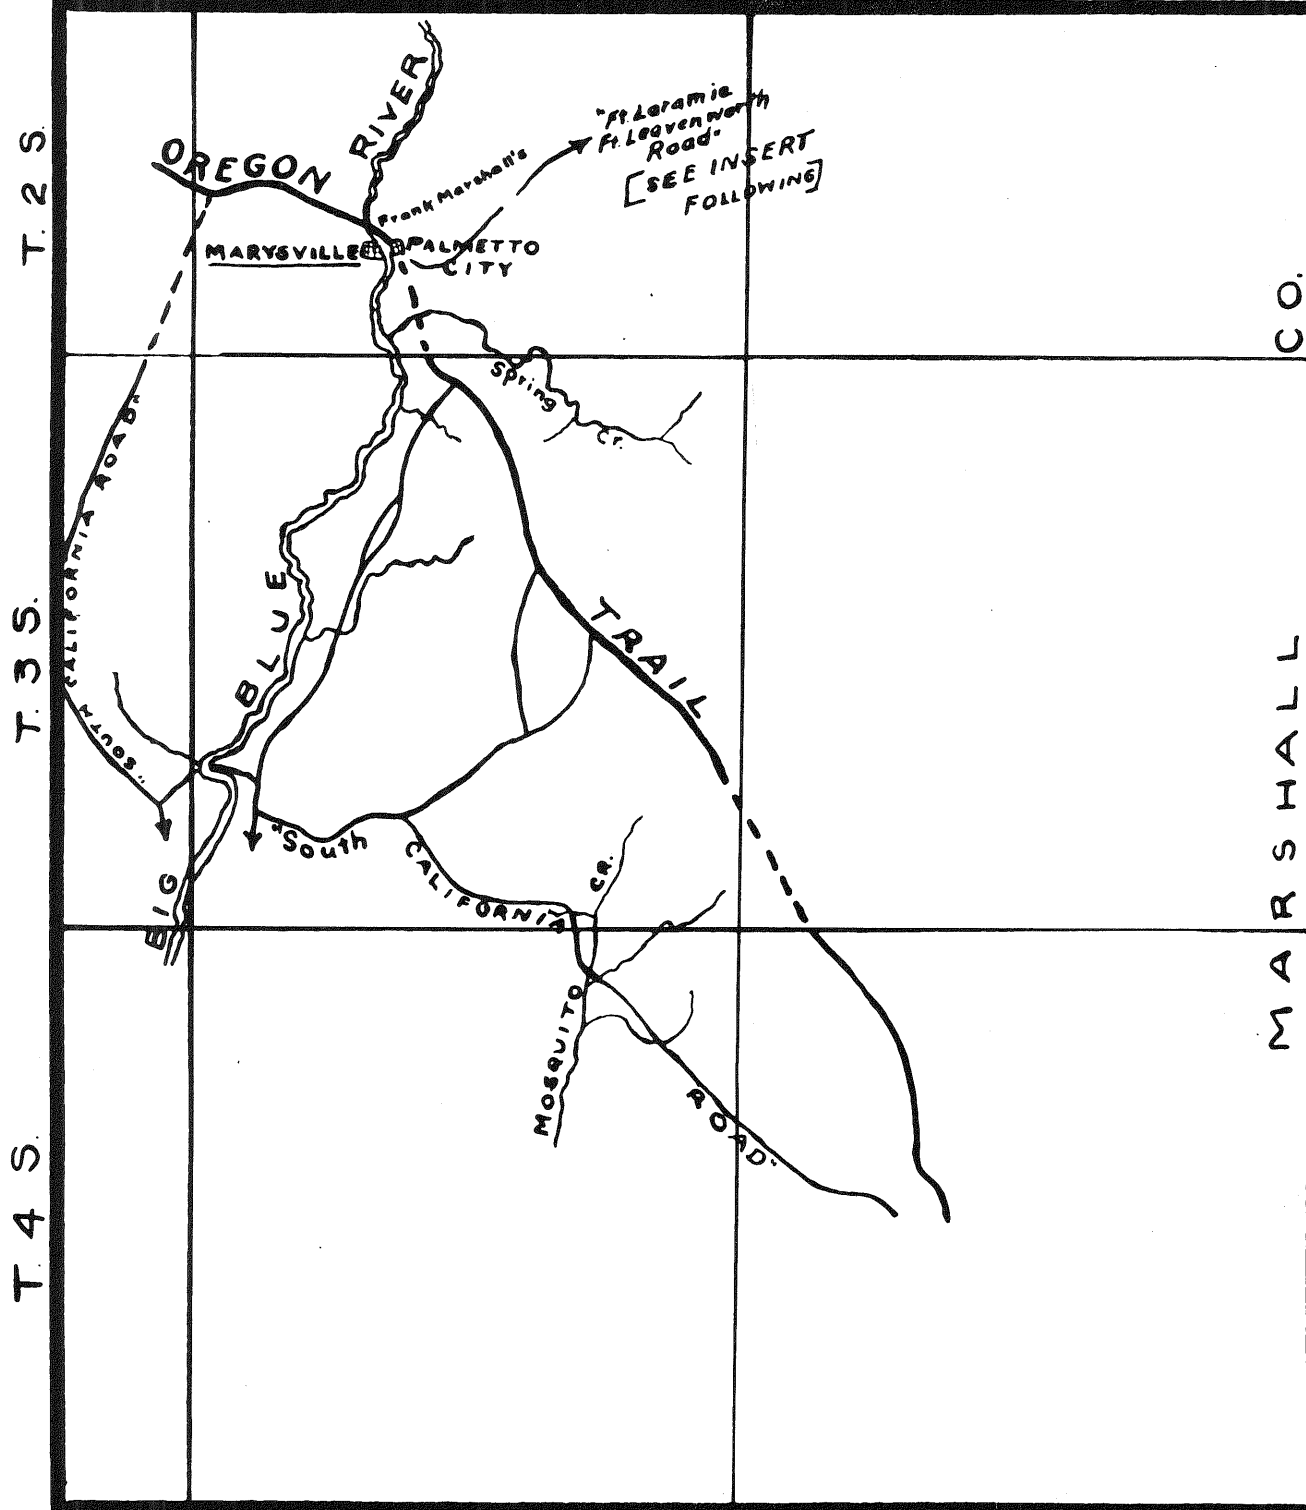 RIVER
"Ft. Laramie
Ft. Leavenworth
Road"
[SEE INSERT
FOLLOWING]
OREGON
Frank Marshall's
T. 2 S.
MARYSVILLE
PALMETTO
CITY
CO.
Spring
Cr.
"SOUTH CALIFORNIA ROAD"
BLUE
TRAIL
T. 3 S.
MARSHALL
"South
CALIFORNIA
CR.
BIG
MOSQUITO
ROAD"
T. 4 S.